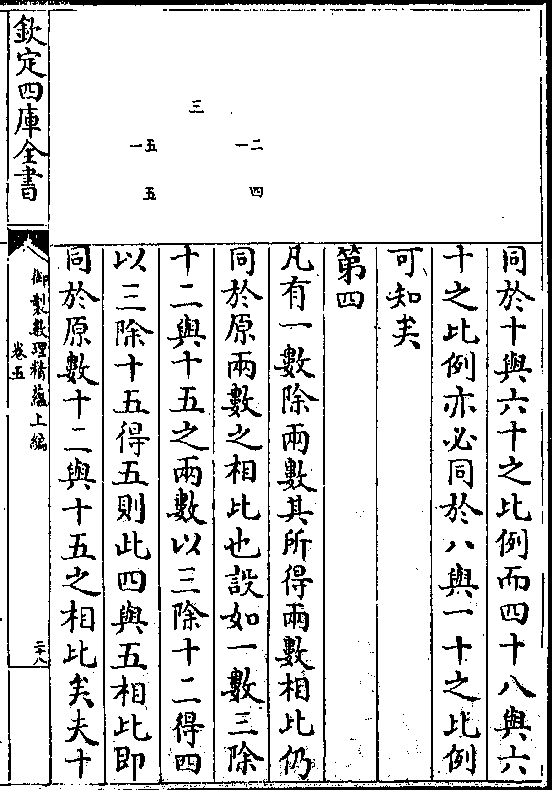 同於十與六十之比例而四十八與六
十之比例亦必同於八與一十之比例
可知矣
第四
凡有一數除兩數其所得兩數相比仍
同於原兩數之相比也設如一數三除
十二與十五之兩數以三除十二得四
以三除十五得五則此四與五相比即
同於原數十二與十五之相比矣夫十
三
一二
四
一五
五
欽定四庫全書
御製數理精蘊上編
卷五
二十八